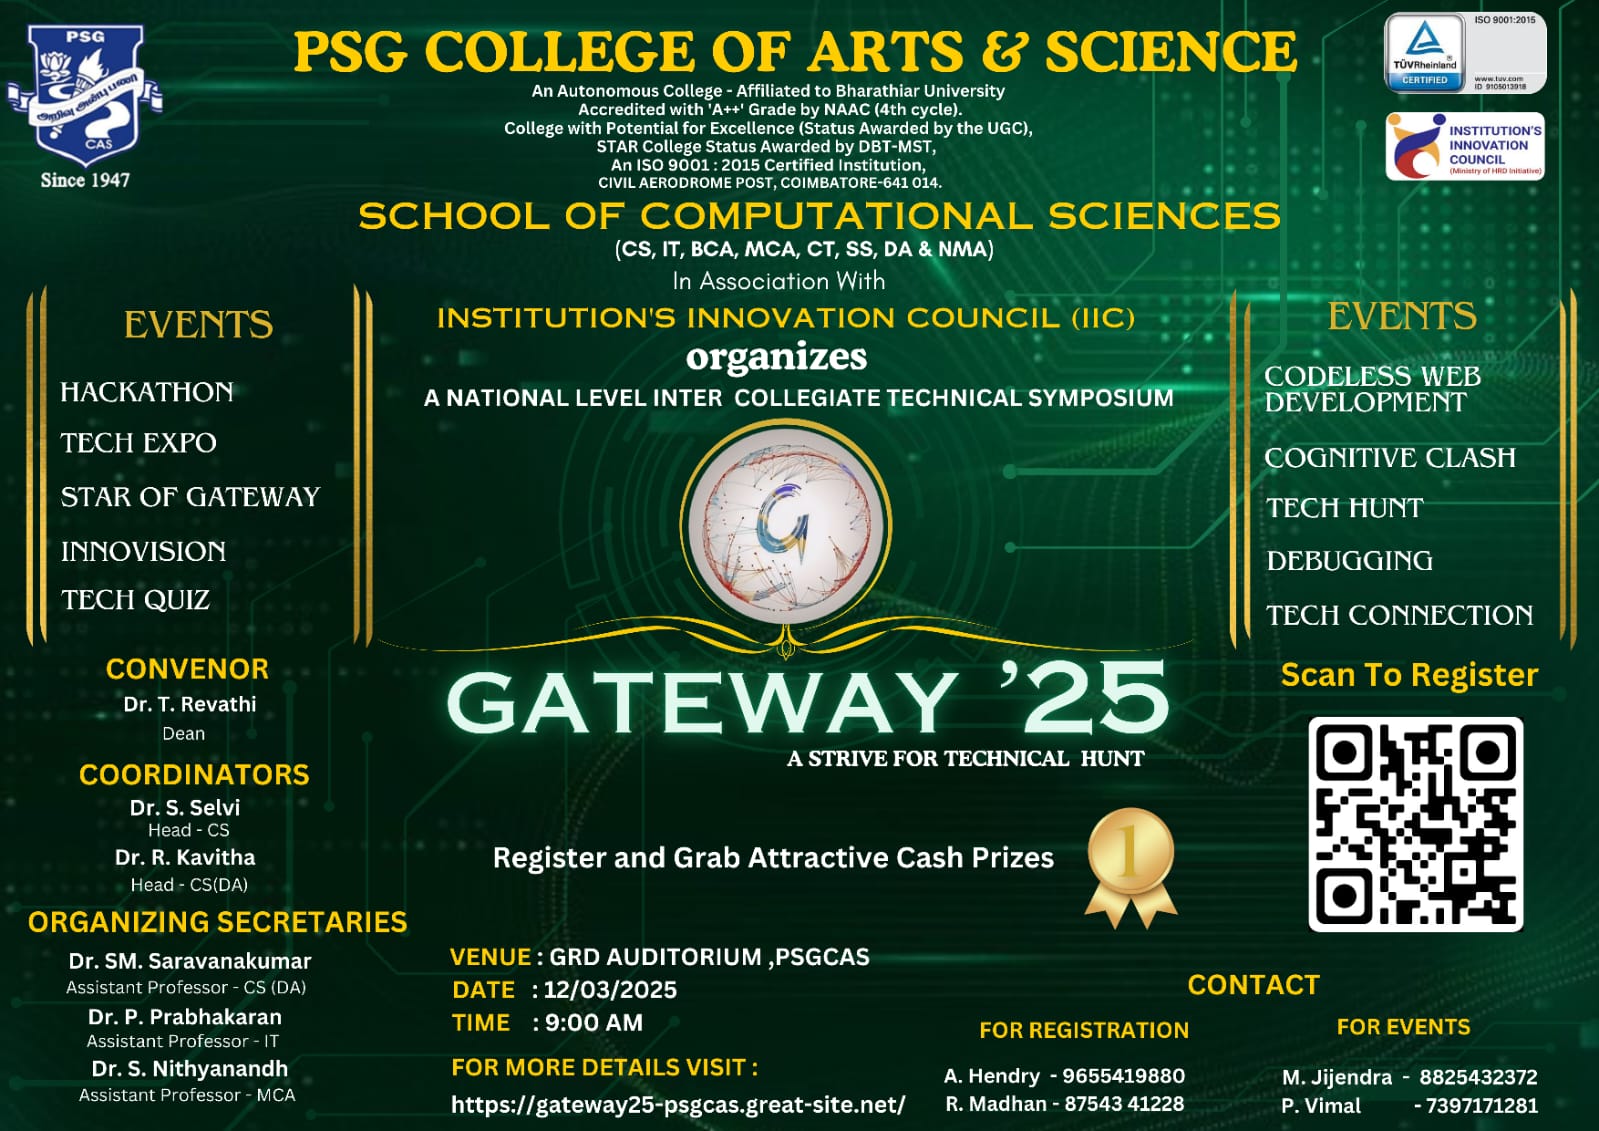 PSG
அறிவு அன்பு பணி
CAS
Since 1947
PSG COLLEGE OF ARTS & SCIENCE
An Autonomous College - Affiliated to Bharathiar University
Accredited with 'A++' Grade by NAAC (4th cycle).
College with Potential for Excellence (Status Awarded by the UGC),
STAR College Status Awarded by DBT-MST,
An ISO 9001 : 2015 Certified Institution,
CIVIL AERODROME POST, COIMBATORE-641 014.
ISO 9001:2015
TÜVRheinland®
CERTIFIED
www.tuv.com
ID 9105013918
INSTITUTION'S
INNOVATION
COUNCIL
(Ministry of HRD Initiative)
SCHOOL OF COMPUTATIONAL SCIENCES
(CS, IT, BCA, MCA, CT, SS, DA & NMA)
In Association With
INSTITUTION'S INNOVATION COUNCIL (IIC)
organizes
A NATIONAL LEVEL INTER COLLEGIATE TECHNICAL SYMPOSIUM
EVENTS
HACKATHON
TECH EXPO
STAR OF GATEWAY
INNOVISION
TECH QUIZ
EVENTS
CODELESS WEB
DEVELOPMENT
COGNITIVE CLASH
TECH HUNT
DEBUGGING
TECH CONNECTION
G
GATEWAY ’25
A STRIVE FOR TECHNICAL HUNT
CONVENOR
Dr. T. Revathi
Dean
COORDINATORS
Dr. S. Selvi
Head - CS
Dr. R. Kavitha
Head - CS(DA)
ORGANIZING SECRETARIES
Dr. SM. Saravanakumar
Assistant Professor - CS (DA)
Dr. P. Prabhakaran
Assistant Professor - IT
Dr. S. Nithyanandh
Assistant Professor - MCA
Register and Grab Attractive Cash Prizes
1
VENUE : GRD AUDITORIUM ,PSGCAS
DATE : 12/03/2025
TIME : 9:00 AM
FOR MORE DETAILS VISIT :
https://gateway25-psgcas.great-site.net/
Scan To Register
CONTACT
FOR REGISTRATION
A. Hendry - 9655419880
R. Madhan - 87543 41228
FOR EVENTS
M. Jijendra - 8825432372
P. Vimal - 7397171281